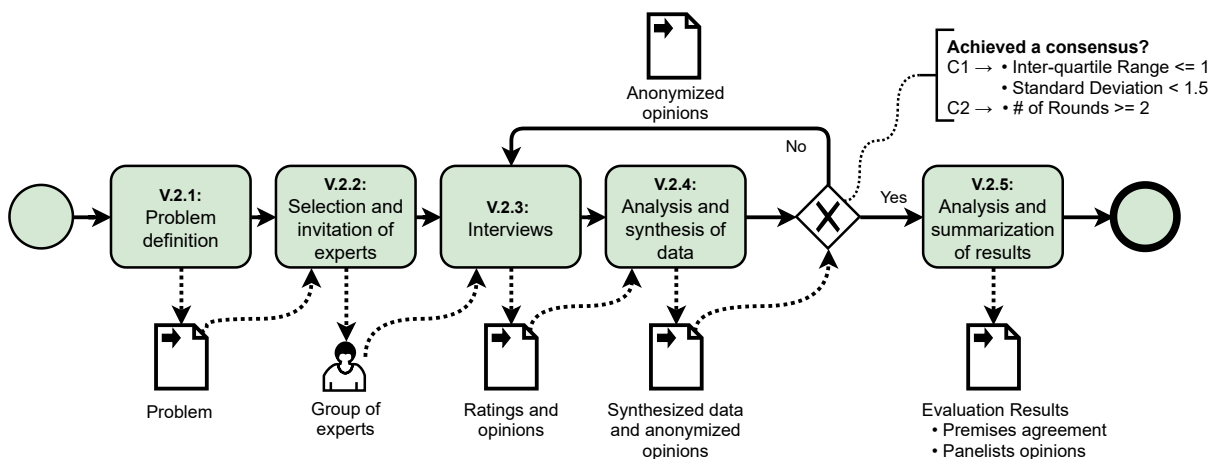 Anonymized
opinions
Achieved a consensus?
C1 → • Inter-quartile Range <= 1
• Standard Deviation < 1.5
C2 → • # of Rounds >= 2
No
V.2.1:
Problem
definition
V.2.2:
Selection and
invitation of
experts
V.2.3:
Interviews
V.2.4:
Analysis and
synthesis of
data
X
Yes
V.2.5:
Analysis and
summarization
of results
Problem
Group of
experts
Ratings and
opinions
Synthesized data
and anonymized
opinions
Evaluation Results
• Premises agreement
• Panelists opinions